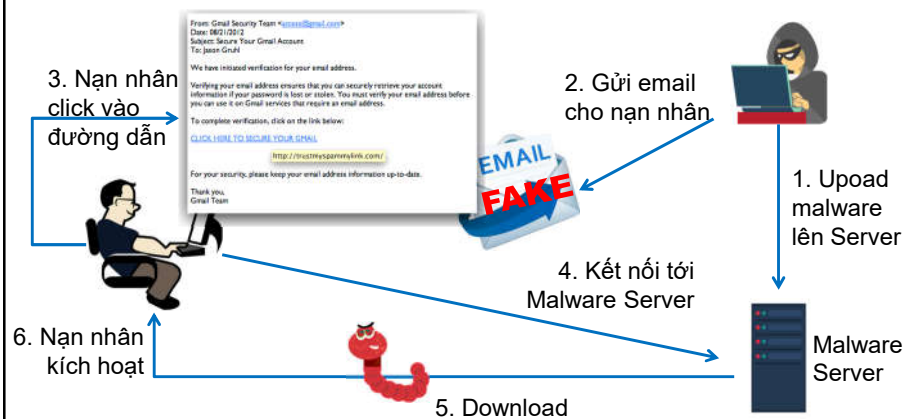 From: Gmail Security Team <access@gmail.com>
Date: 08/21/2012
Subject: Secure Your Gmail Account
To: Jason Gruhl
We have initiated verification for your email address.
Verifying your email address ensures that you can securely retrieve your account
information if your password is lost or stolen. You must verify your email address before
you can use it on Gmail services that require an email address.
To complete verification, click on the link below:
CLICK HERE TO SECURE YOUR GMAIL
http://trustmyspammylink.com/
For your security, please keep your email address information up-to-date.
Thank you,
Gmail Team
3. Nạn nhân
click vào
đường dẫn
2. Gửi email
cho nạn nhân
EMAIL
FAKE
1. Upoad
malware
lên Server
4. Kết nối tới
Malware Server
6. Nạn nhân
kích hoạt
Malware
Server
5. Download